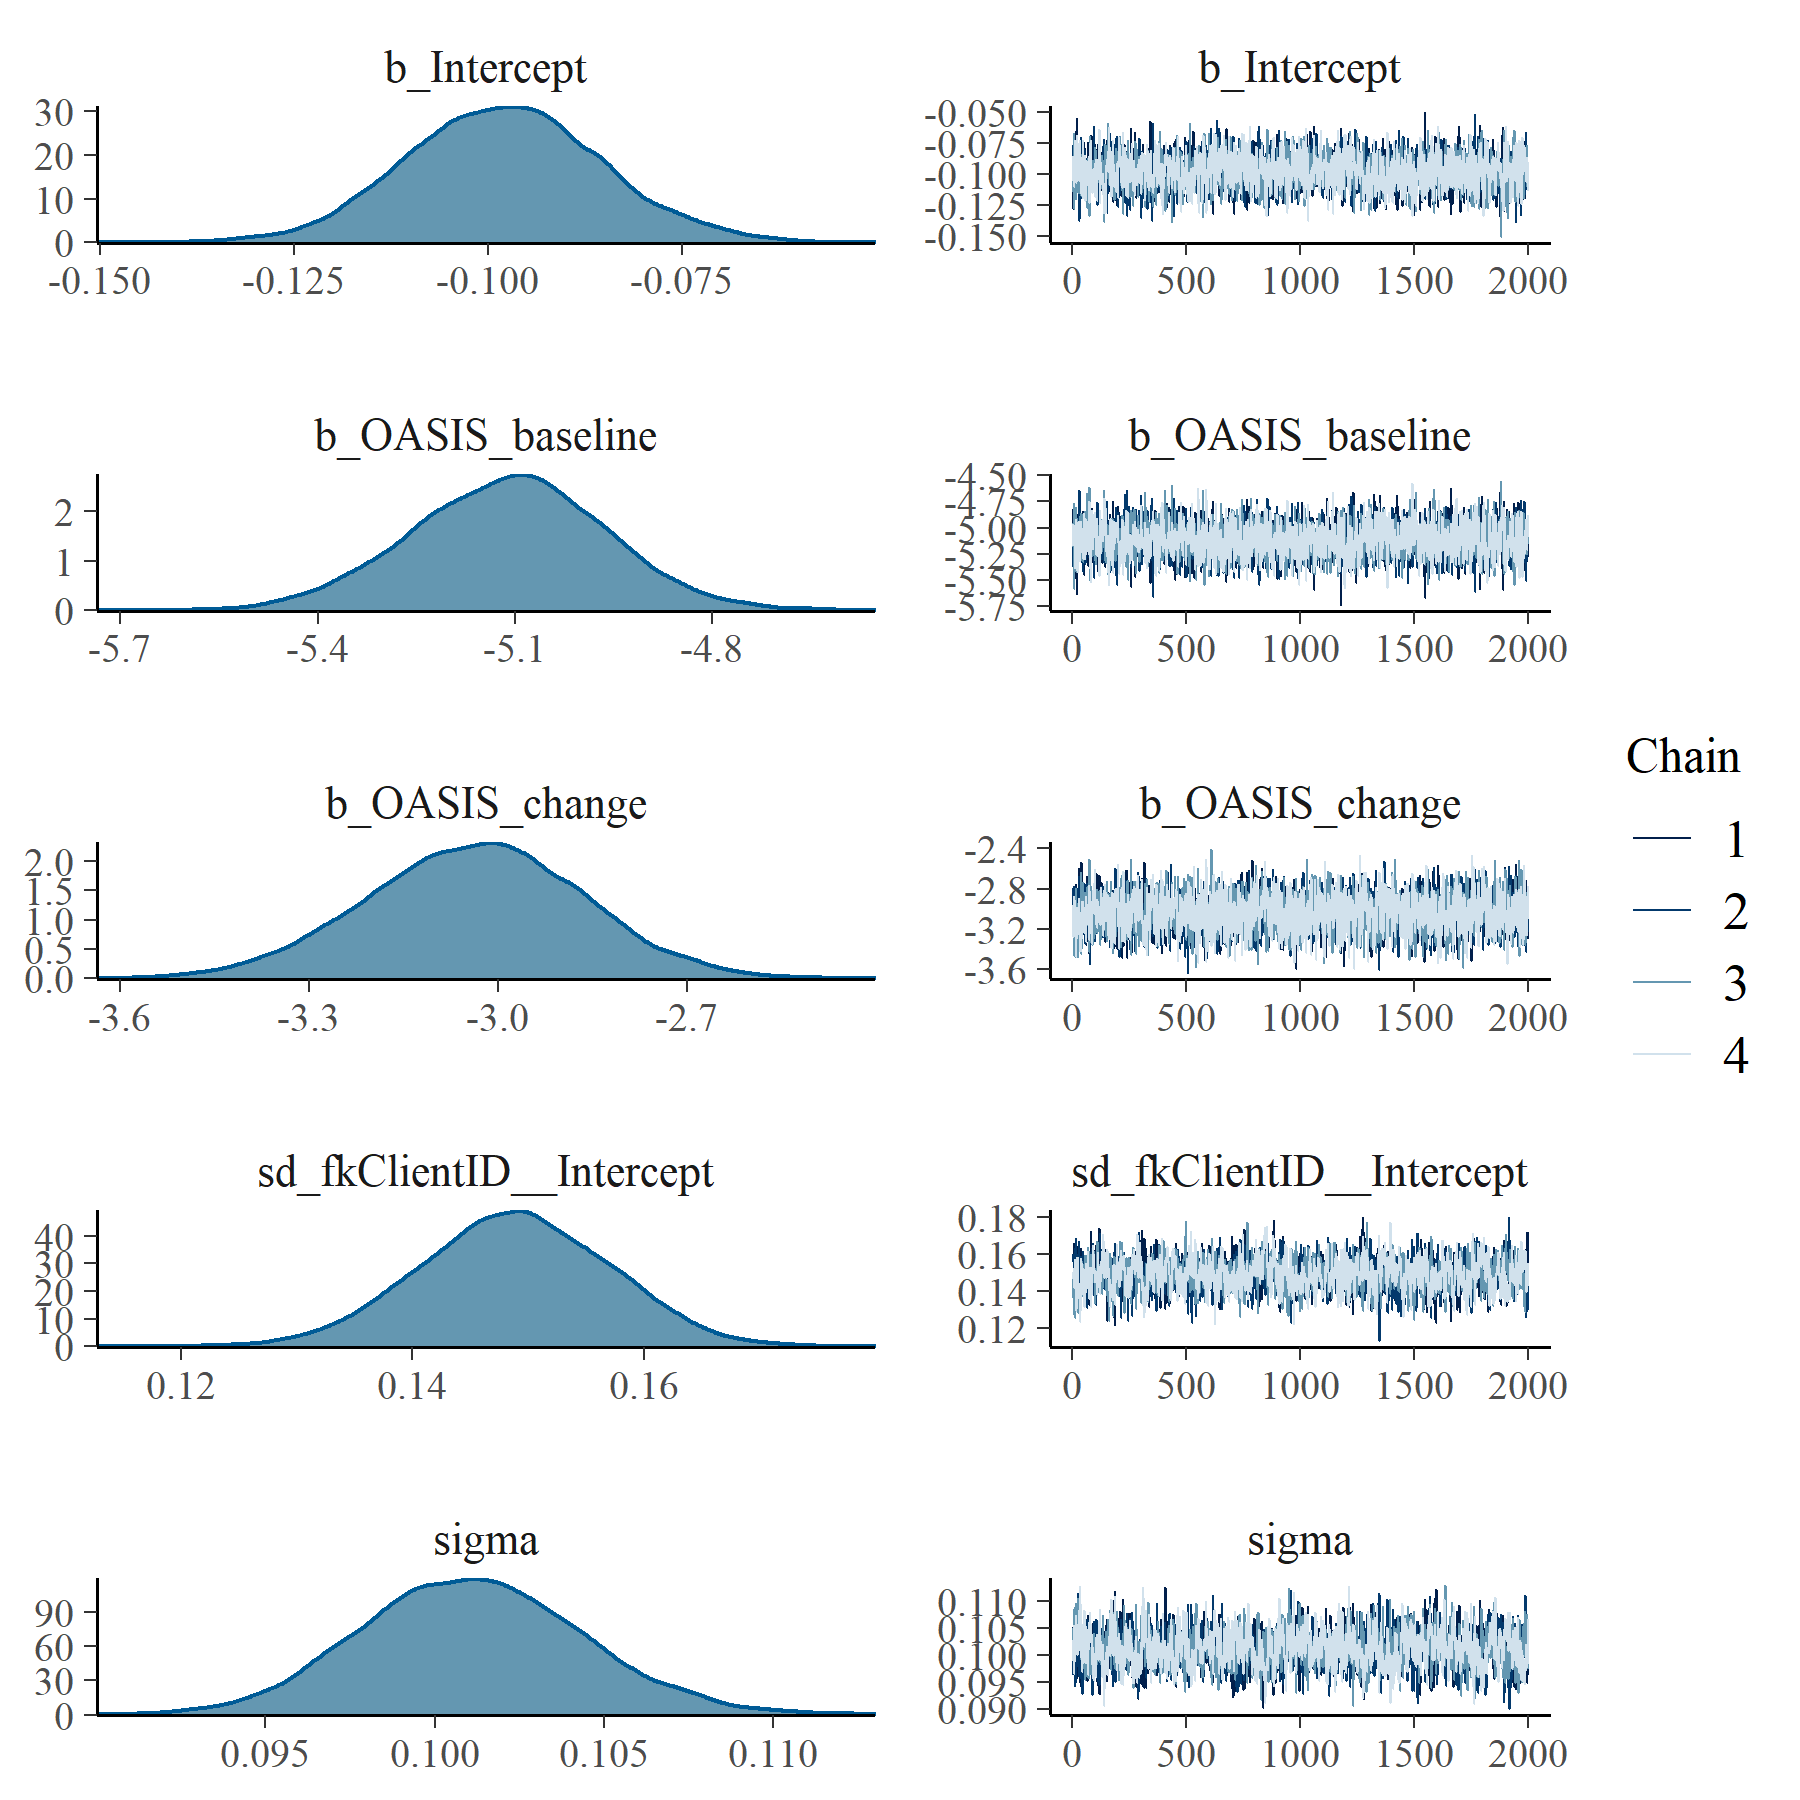 b_Intercept
30
20
10
0
-0.150 -0.125 -0.100 -0.075
b_Intercept
-0.050
-0.075
-0.100
-0.125
-0.150
0 500 1000 1500 2000
b_OASIS_baseline
2
1
0
-5.7 -5.4 -5.1 -4.8
b_OASIS_baseline
-4.50
-4.75
-5.00
-5.25
-5.50
-5.75
0 500 1000 1500 2000
b_OASIS_change
2.0
1.5
1.0
0.5
0.0
-3.6 -3.3 -3.0 -2.7
b_OASIS_change
-2.4
-2.8
-3.2
-3.6
0 500 1000 1500 2000
Chain
1
2
3
4
sd_fkClientID__Intercept
40
30
20
10
0
0.12 0.14 0.16
sd_fkClientID__Intercept
0.18
0.16
0.14
0.12
0 500 1000 1500 2000
sigma
90
60
30
0
0.095 0.100 0.105 0.110
sigma
0.110
0.105
0.100
0.095
0.090
0 500 1000 1500 2000